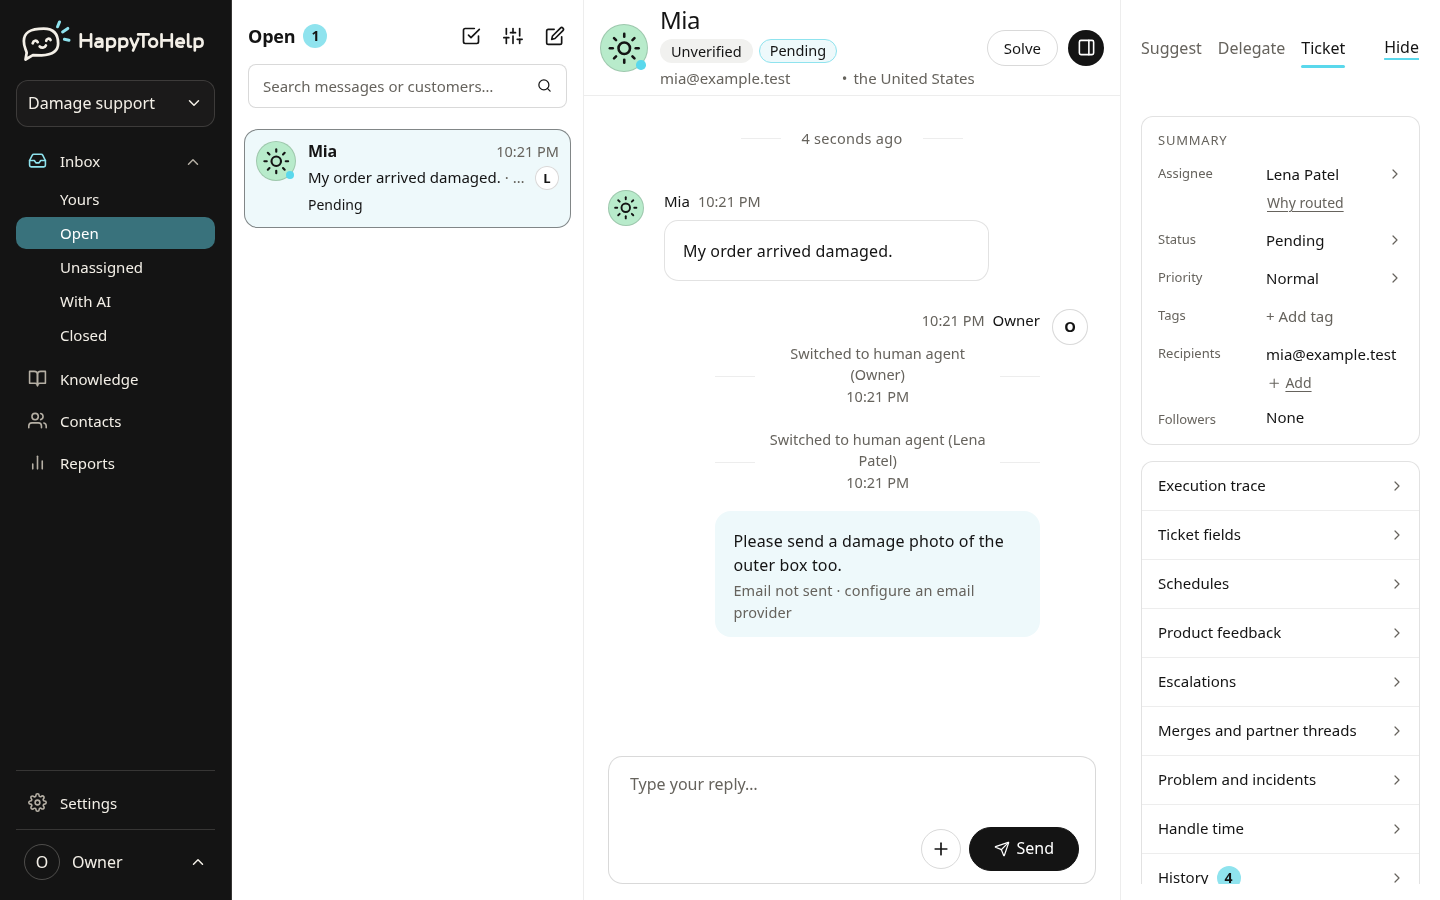 HappyToHelp
Damage support
Inbox
Yours
Open
Unassigned
With AI
Closed
Knowledge
Contacts
Reports
Settings
O
Owner
Open 1
Search messages or customers...
Mia
10:21 PM
My order arrived damaged. · ...
L
Pending
Mia
Unverified
Pending
mia@example.test
• the United States
Solve
4 seconds ago
Mia 10:21 PM
My order arrived damaged.
10:21 PM Owner
O
Switched to human agent
(Owner)
10:21 PM
Switched to human agent (Lena
Patel)
10:21 PM
Please send a damage photo of the
outer box too.
Email not sent · configure an email
provider
Type your reply...
Send
Suggest
Delegate
Ticket
Hide
SUMMARY
Assignee
Lena Patel
Why routed
Status
Pending
Priority
Normal
Tags
+ Add tag
Recipients
mia@example.test
+ Add
Followers
None
Execution trace
Ticket fields
Schedules
Product feedback
Escalations
Merges and partner threads
Problem and incidents
Handle time
History 4